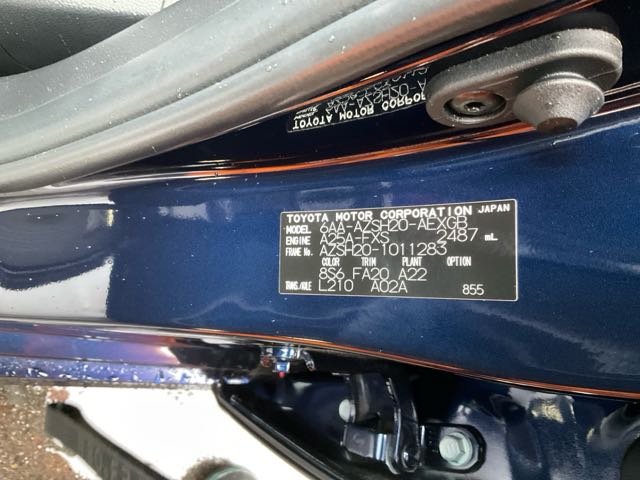 TOYOTA MOTOR CORPORATION JAPAN
MODEL 6AA-AZSH20-AEXGB
ENGINE A25A-FXS 2487 mL
FRAME No. AZSH20-1011283
COLOR TRIM PLANT OPTION
8S6 FA20 A22
TRANS./AXLE L210 A02A 855